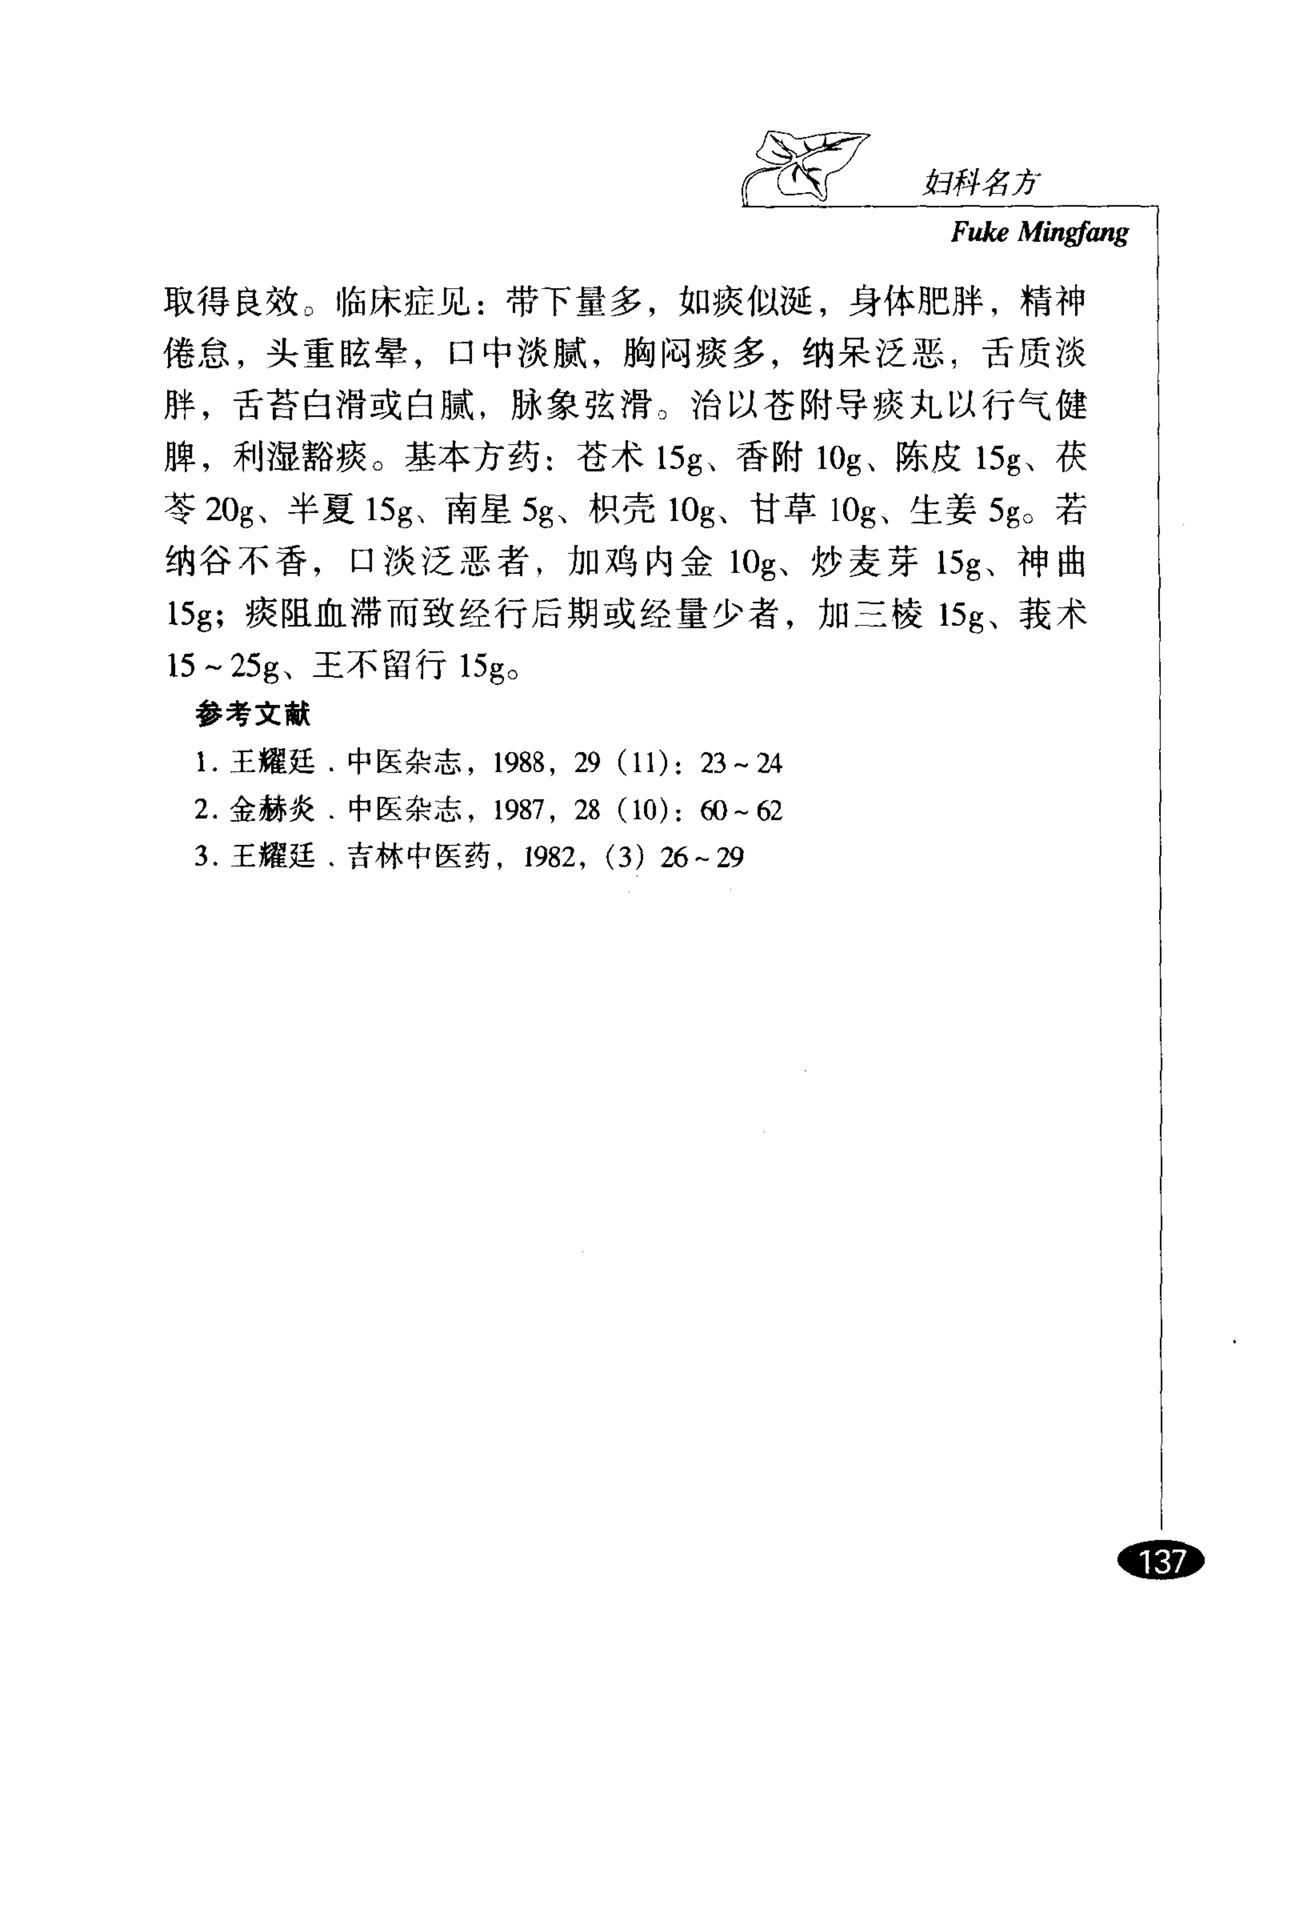 妇科名方
Fuke Mingfang
取得良效。临床症见：带下量多，如痰似涎，身体肥胖，精神
倦怠，头重眩晕，口中淡腻，胸闷痰多，纳呆泛恶，舌质淡
胖，舌苔白滑或白腻，脉象弦滑。治以苍附导痰丸以行气健
脾，利湿豁痰。基本方药：苍术 15g、香附 10g、陈皮 15g、茯
苓 20g、半夏 15g、南星 5g、枳壳 10g、甘草 10g、生姜 5g。若
纳谷不香，口淡泛恶者，加鸡内金 10g、炒麦芽 15g、神曲
15g；痰阻血滞而致经行后期或经量少者，加三棱 15g、莪术
15～25g、王不留行 15g。
参考文献
1. 王耀廷．中医杂志，1988，29（11）：23～24
2. 金赫炎．中医杂志，1987，28（10）：60～62
3. 王耀廷．吉林中医药，1982，（3）26～29
137